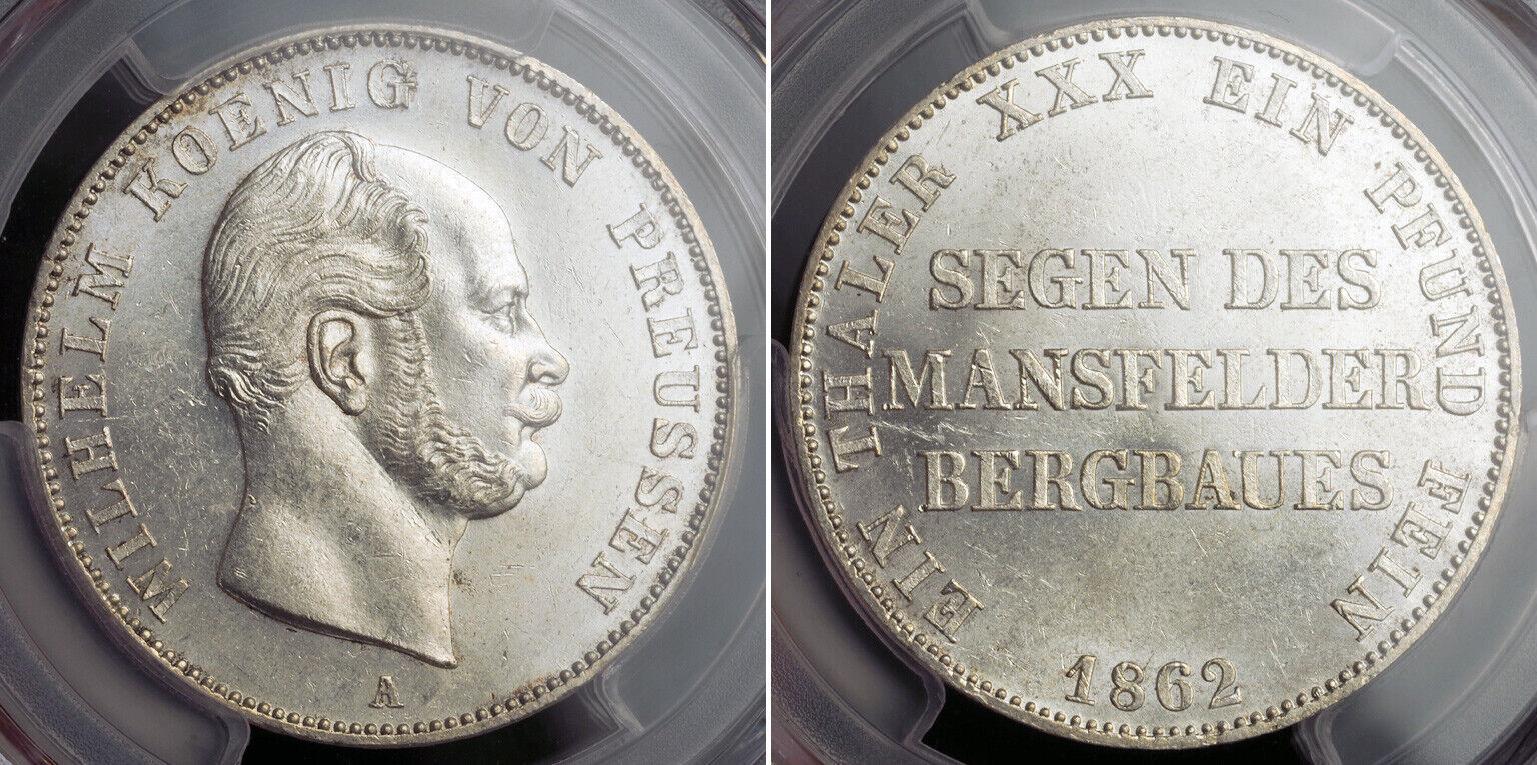 WILHELM KOENIG VON PREUSSEN
A
EIN THALER XXX EIN PFUND FEIN
SEGEN DES
MANSFELDER
BERGBAUES
1862